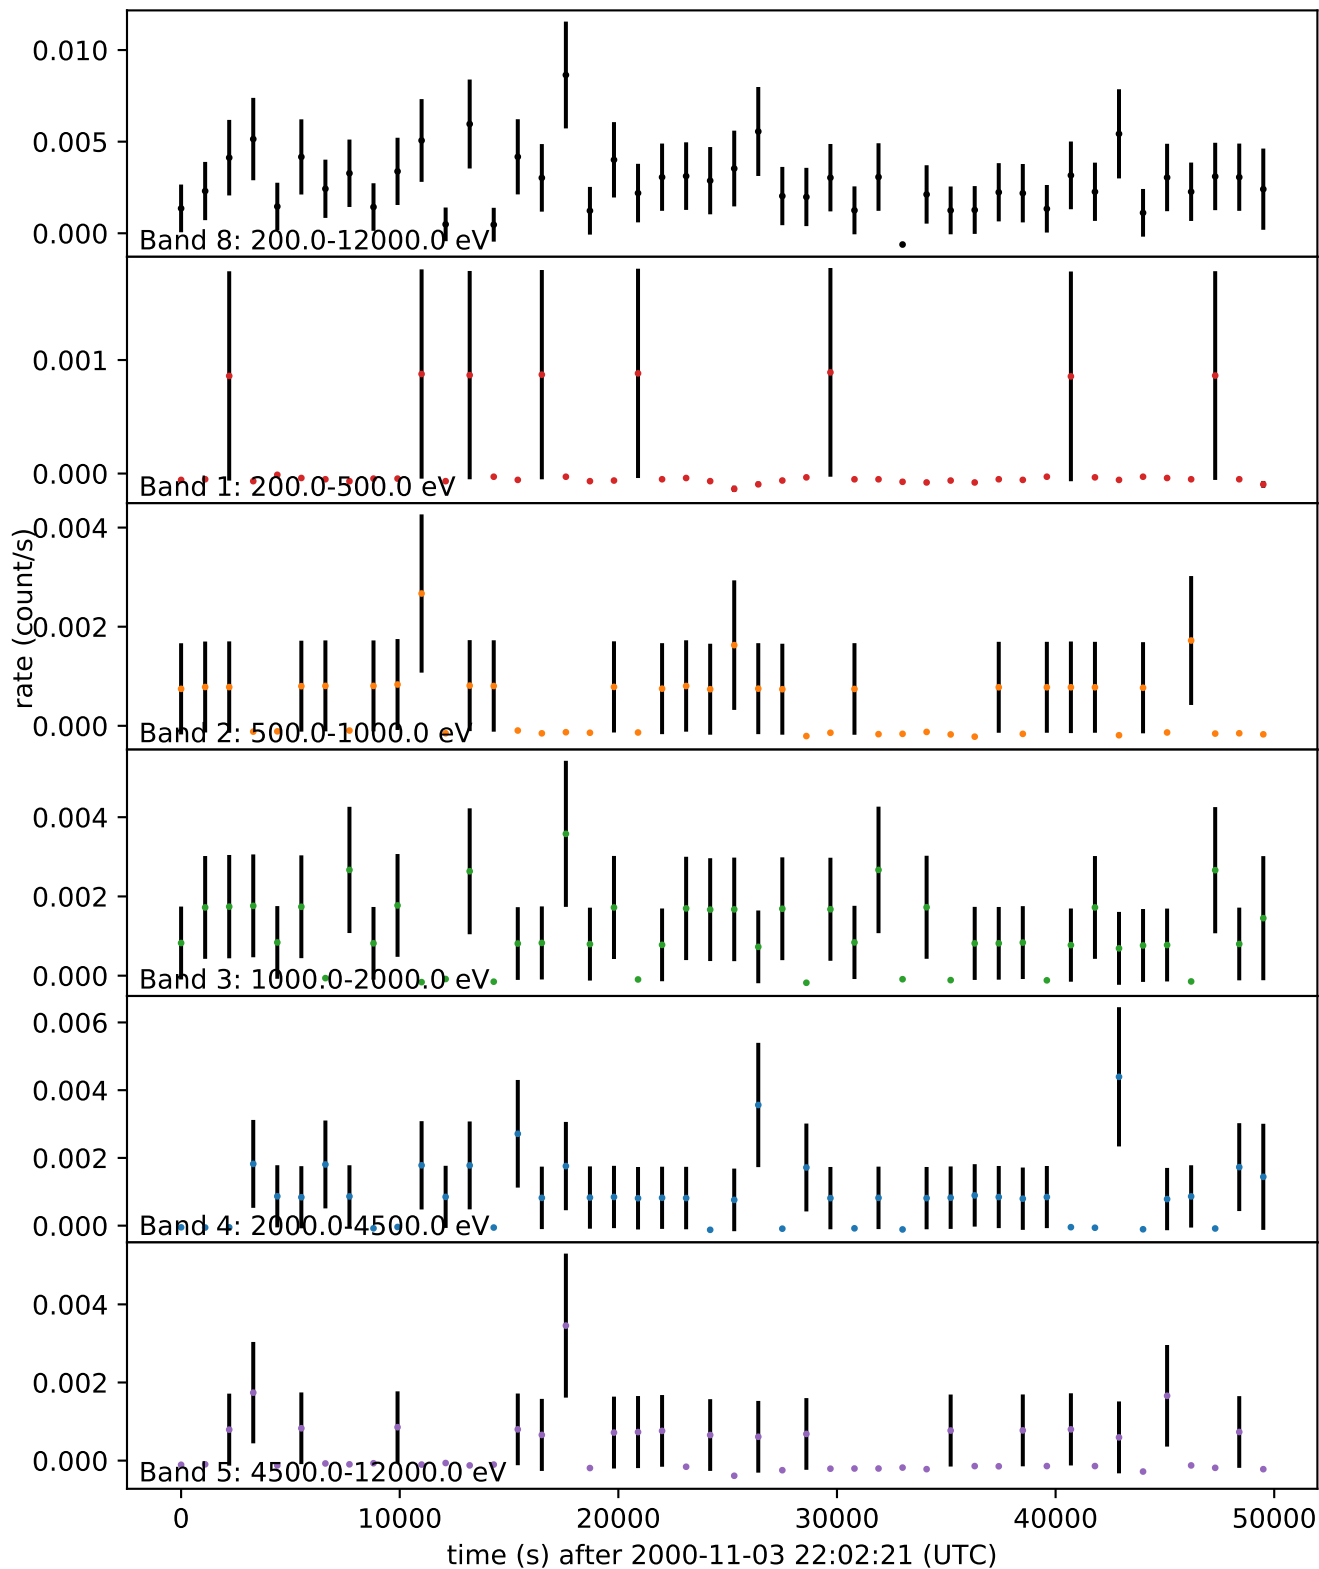 0.010
0.005
0.000
Band 8: 200.0-12000.0 eV
0.001
0.000
Band 1: 200.0-500.0 eV
rate (count/s)
0.004
0.002
0.000
Band 2: 500.0-1000.0 eV
0.004
0.002
0.000
Band 3: 1000.0-2000.0 eV
0.006
0.004
0.002
0.000
Band 4: 2000.0-4500.0 eV
0.004
0.002
0.000
Band 5: 4500.0-12000.0 eV
0 10000 20000 30000 40000 50000
time (s) after 2000-11-03 22:02:21 (UTC)